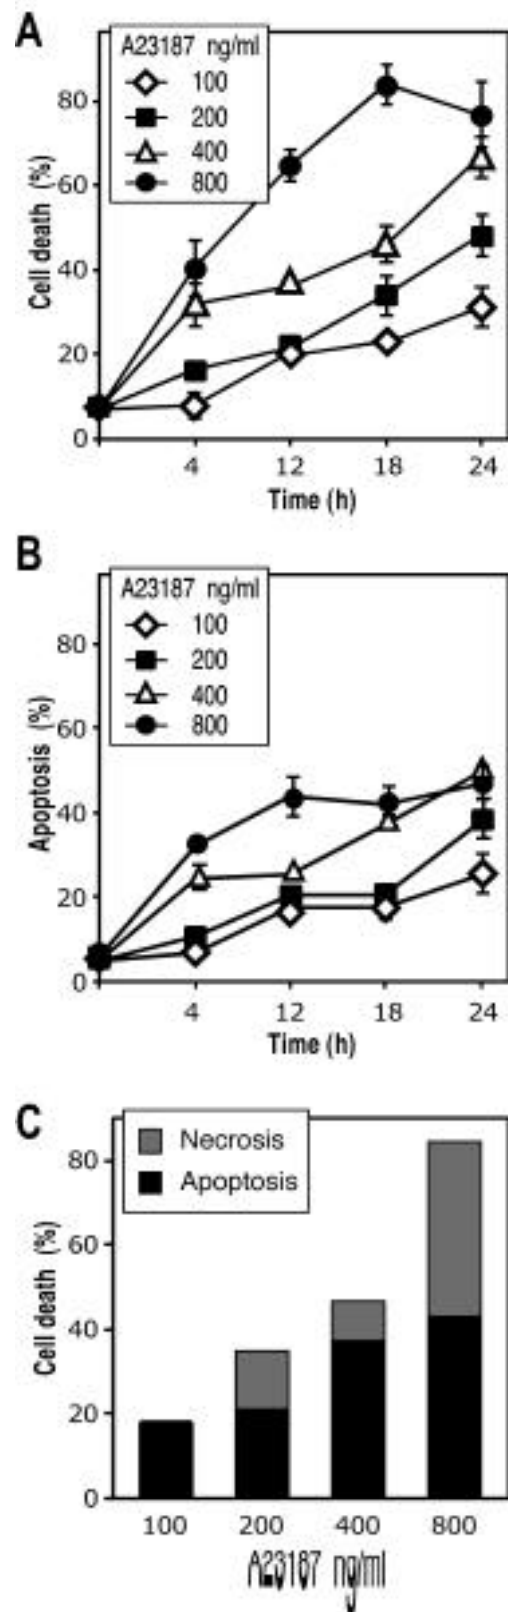 A
A23187 ng/ml
100
200
400
800
Cell death (%)
80
60
40
20
0
4 12 18 24
Time (h)
B
A23187 ng/ml
100
200
400
800
Apoptosis (%)
80
60
40
20
0
4 12 18 24
Time (h)
C
Necrosis
Apoptosis
Cell death (%)
80
60
40
20
0
100 200 400 800
A23187 ng/ml